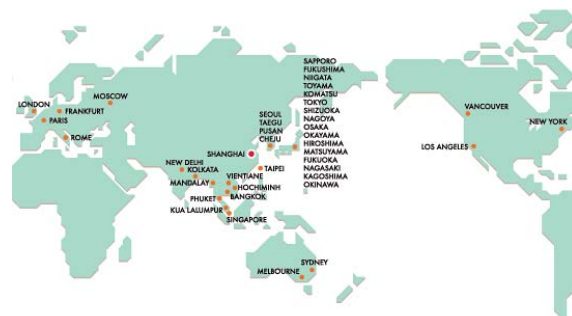 SAPPORO
FUKUSHIMA
NIIGATA
TOYAMA
KOMATSU
TOKYO
SHIZUOKA
NAGOYA
OSAKA
OKAYAMA
HIROSHIMA
MATSUYAMA
FUKUOKA
NAGASAKI
KAGOSHIMA
OKINAWA
MOSCOW
LONDON
FRANKFURT
PARIS
ROME
SEOUL
TAEGU
PUSAN
CHEJU
SHANGHAI
TAIPEI
NEW DELHI
KOLKATA
MANDALAY
VIENTIANE
HOCHIMINH
BANGKOK
PHUKET
KUA LALUMPUR
SINGAPORE
SYDNEY
MELBOURNE
VANCOUVER
NEW YORK
LOS ANGELES